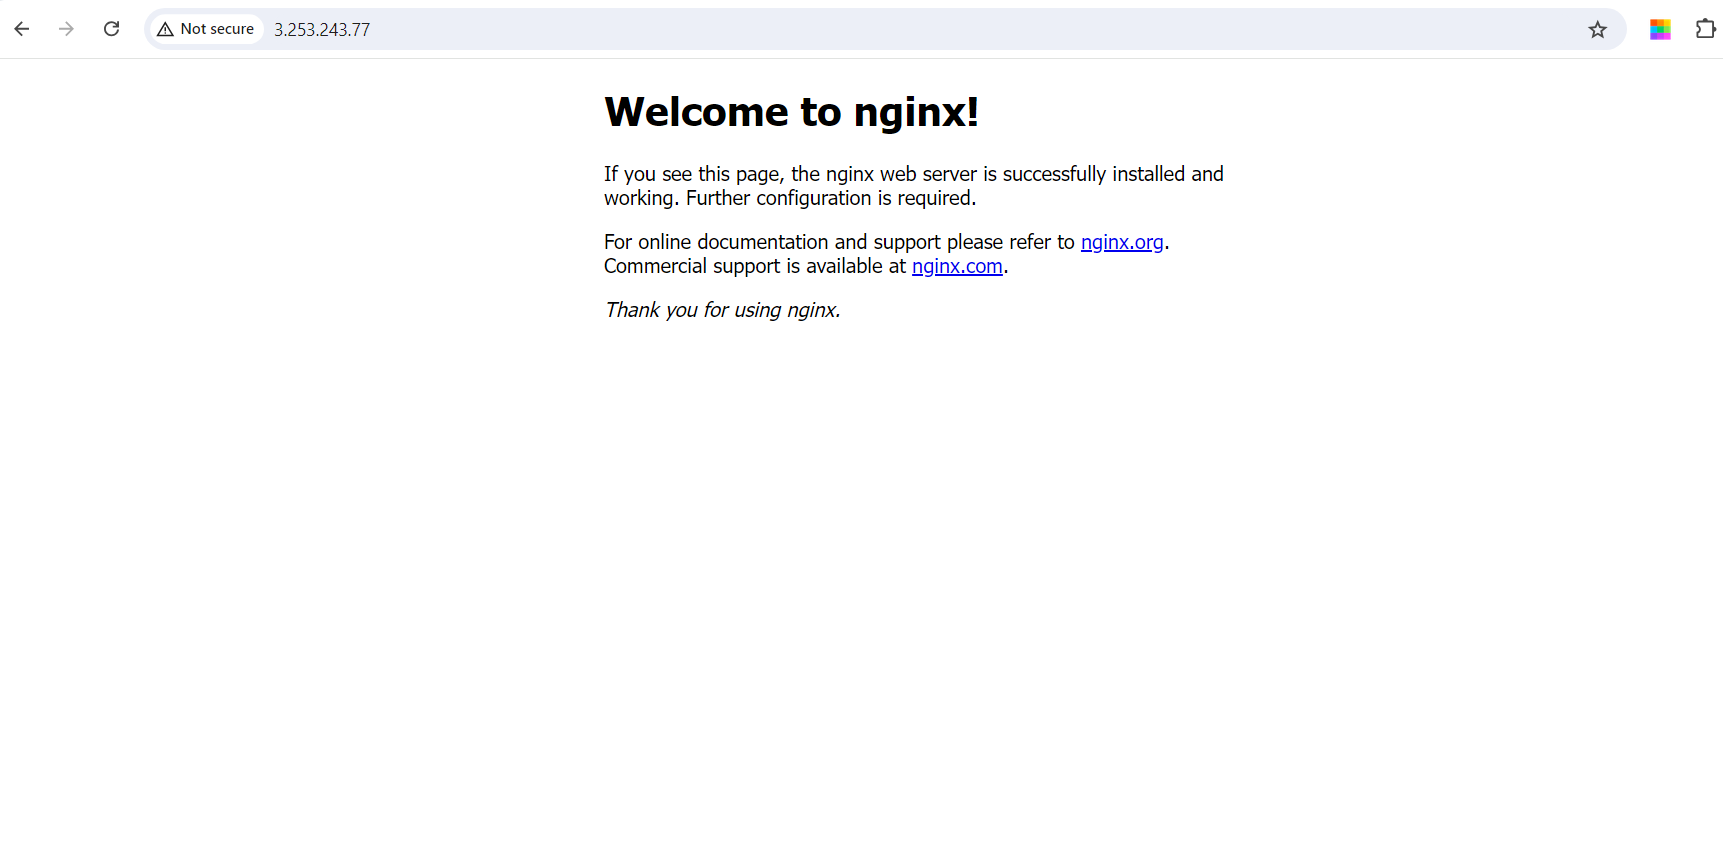 Not secure
3.253.243.77
Welcome to nginx!
If you see this page, the nginx web server is successfully installed and
working. Further configuration is required.
For online documentation and support please refer to nginx.org.
Commercial support is available at nginx.com.
Thank you for using nginx.